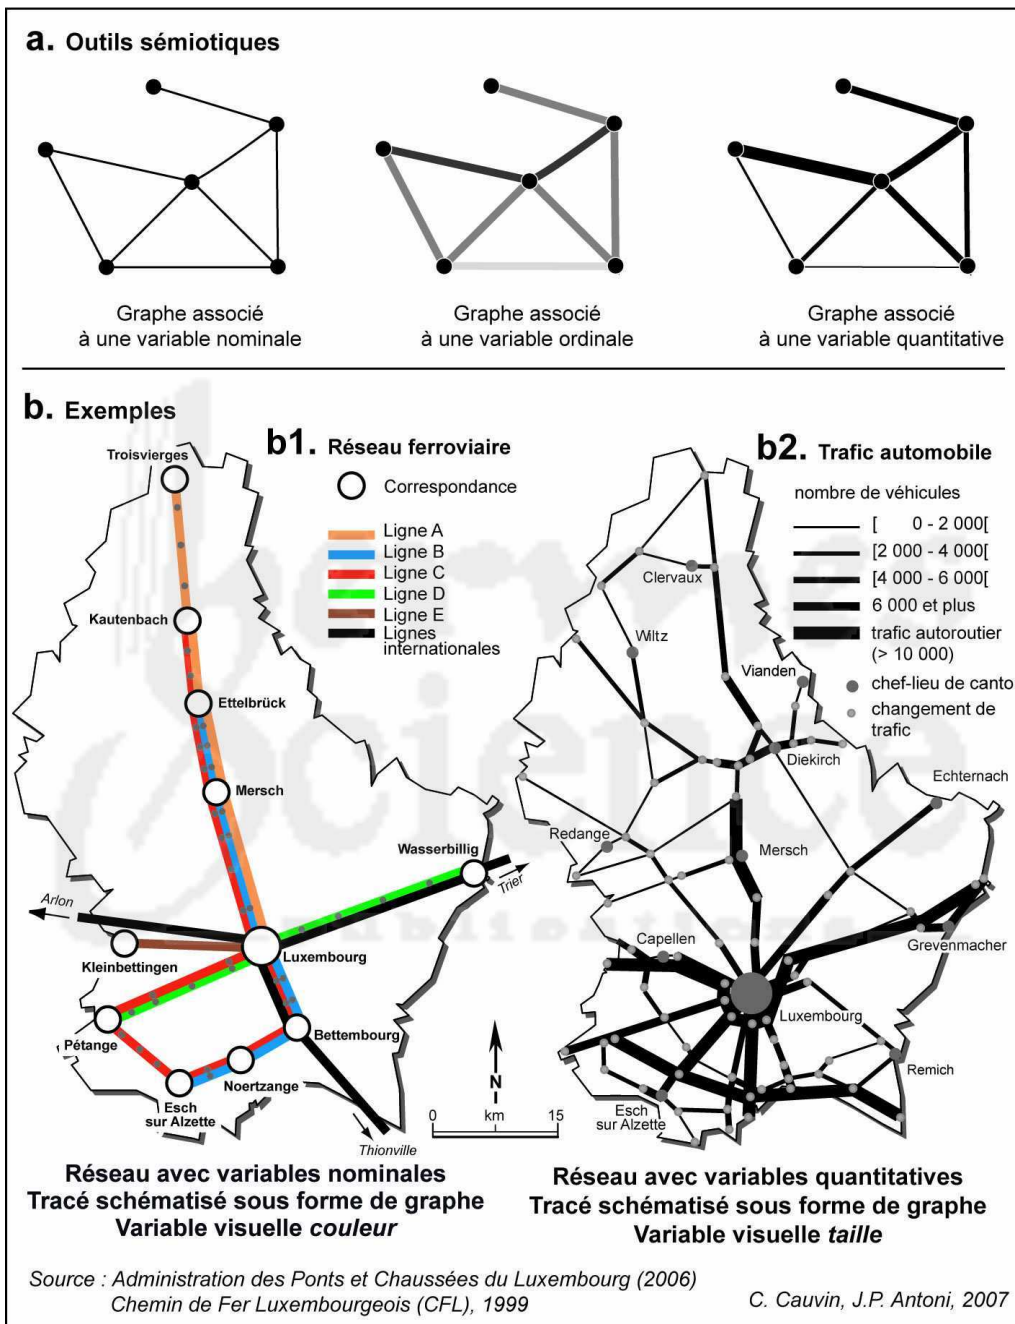 a. Outils sémiotiques
Graphe associé
à une variable nominale
Graphe associé
à une variable ordinale
Graphe associé
à une variable quantitative
b. Exemples
b1. Réseau ferroviaire
Correspondance
Ligne A
Ligne B
Ligne C
Ligne D
Ligne E
Lignes
internationales
Troisvierges
Kautenbach
Ettelbrück
Mersch
Wasserbillig
Trier
Arlon
Kleinbettingen
Luxembourg
Pétange
Bettembourg
Noertzange
Esch
sur Alzette
Thionville
N
0 km 15
Réseau avec variables nominales
Tracé schématisé sous forme de graphe
Variable visuelle couleur
b2. Trafic automobile
nombre de véhicules
[ 0 - 2 000[
[2 000 - 4 000[
[4 000 - 6 000[
6 000 et plus
trafic autoroutier
(> 10 000)
chef-lieu de canto
changement de
trafic
Clervaux
Wiltz
Vianden
Diekirch
Echternach
Redange
Mersch
Capellen
Grevenmacher
Luxembourg
Remich
Esch
sur Alzette
Réseau avec variables quantitatives
Tracé schématisé sous forme de graphe
Variable visuelle taille
Source : Administration des Ponts et Chaussées du Luxembourg (2006)
Chemin de Fer Luxembourgeois (CFL), 1999
C. Cauvin, J.P. Antoni, 2007
hermes
Science
publications